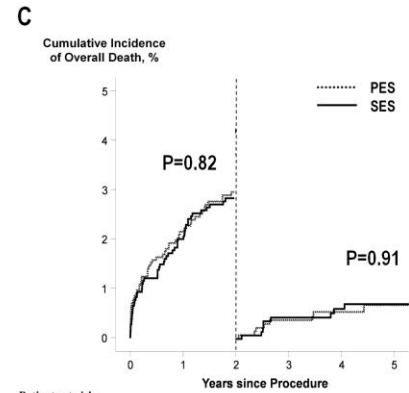 C
Cumulative Incidence
of Overall Death, %
5
4
3
2
1
0
PES
SES
P=0.82
P=0.91
0 1 2 3 4 5
Years since Procedure